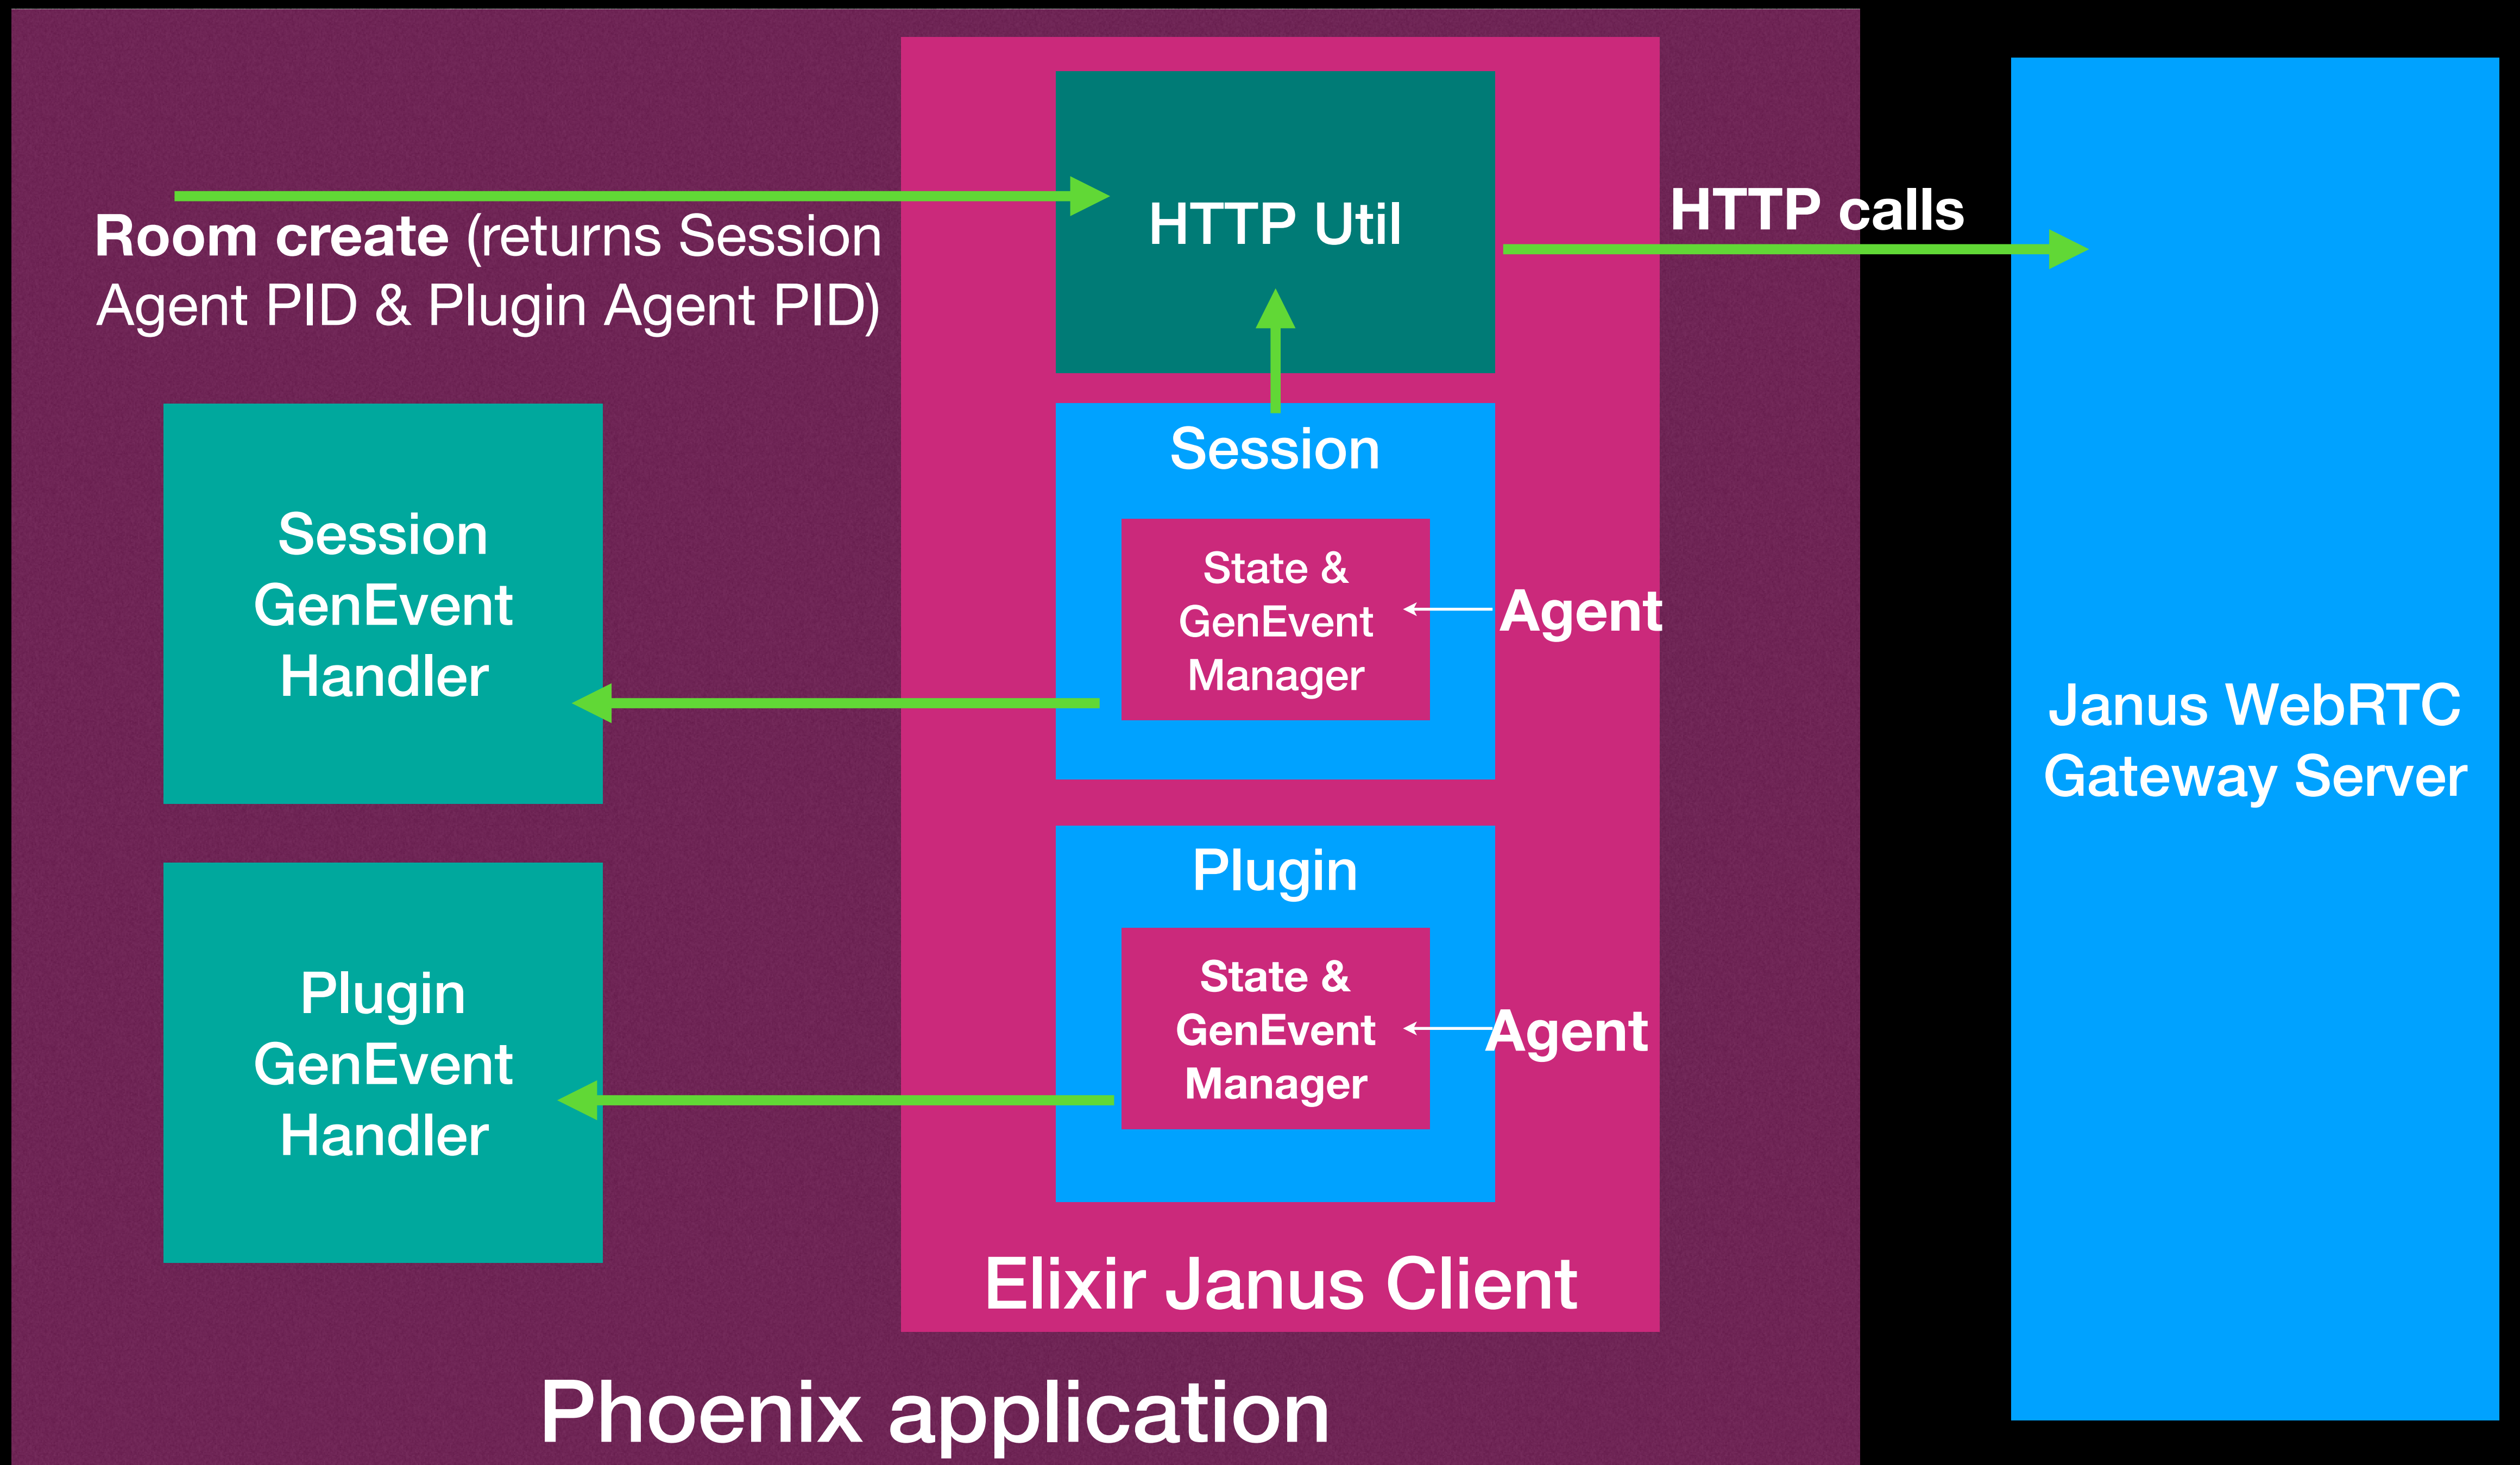 Room create (returns Session
Agent PID & Plugin Agent PID)
HTTP Util
HTTP calls
Session
GenEvent
Handler
Session
State &
GenEvent
Manager
Agent
Plugin
GenEvent
Handler
Plugin
State &
GenEvent
Manager
Agent
Elixir Janus Client
Phoenix application
Janus WebRTC
Gateway Server